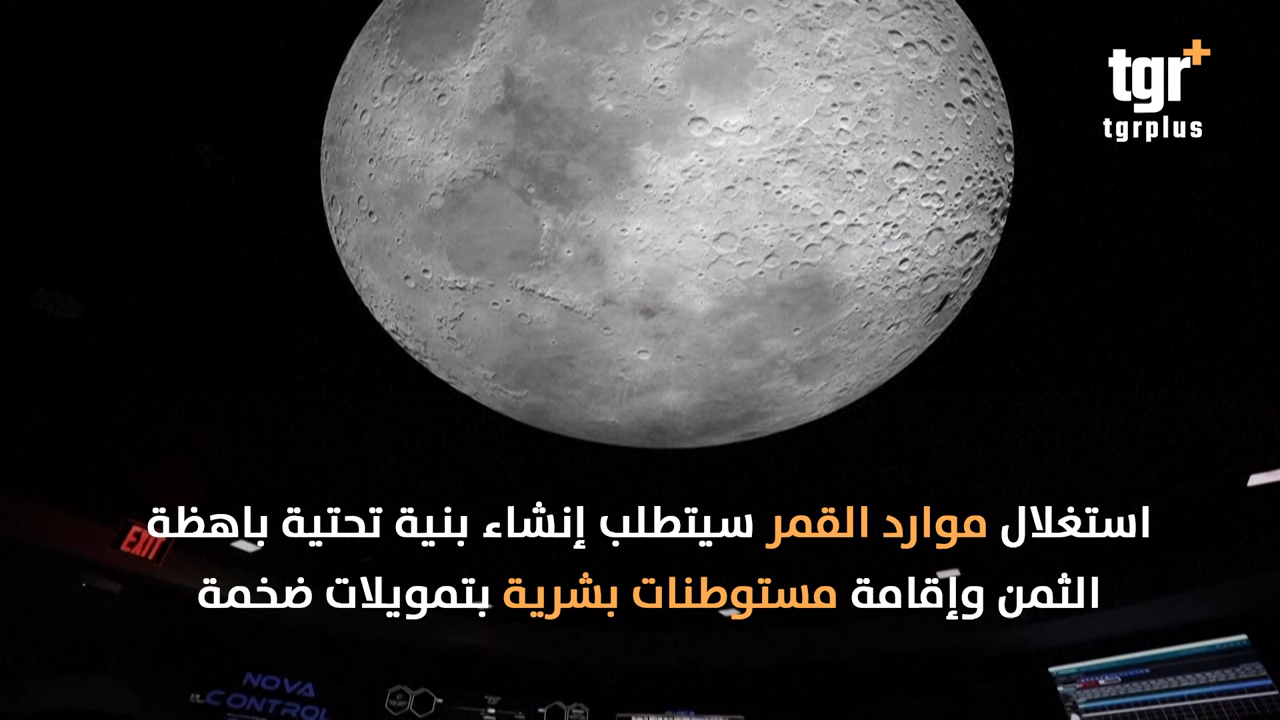 tgr+
tgrplus
استغلال موارد القمر سيتطلب إنشاء بنية تحتية باهظة
الثمن وإقامة مستوطنات بشرية بتمويلات ضخمة
EXIT
NOVA
CONTROL